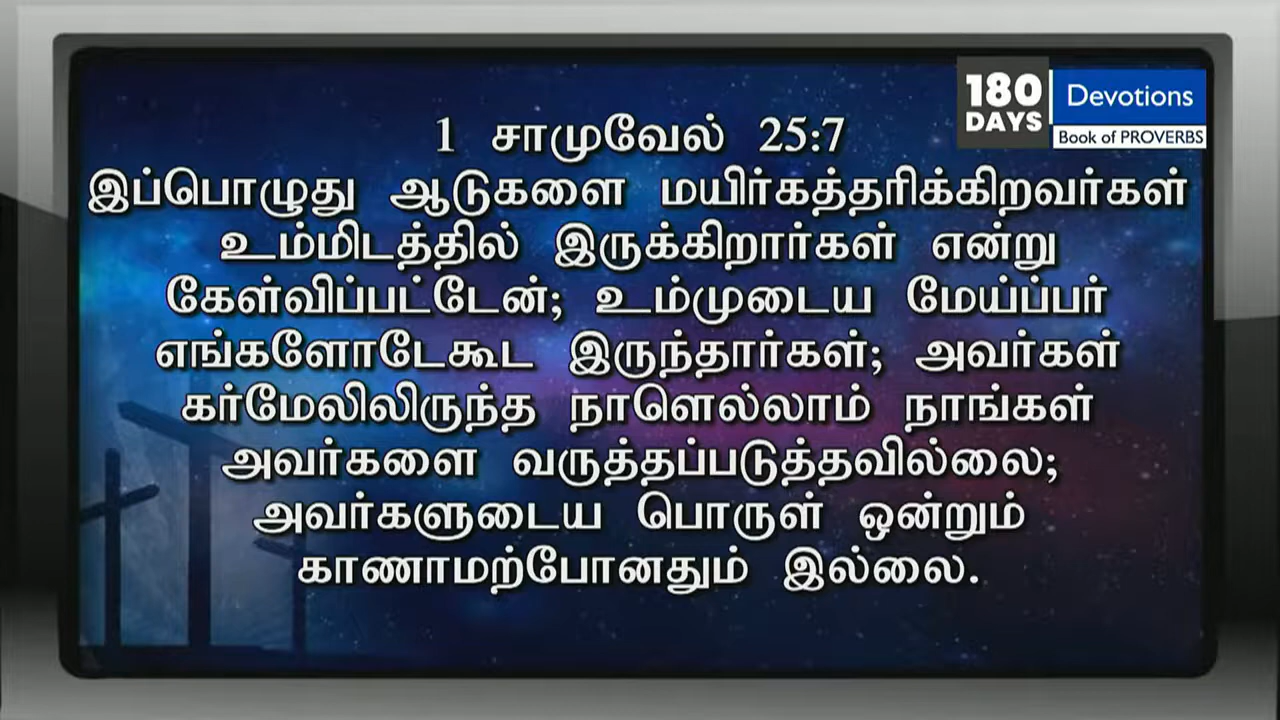 180 DAYS
Devotions
Book of PROVERBS
1 சாமுவேல் 25:7
இப்பொழுது ஆடுகளை மயிர்கத்தரிக்கிறவர்கள்
உம்மிடத்தில் இருக்கிறார்கள் என்று
கேள்விப்பட்டேன்; உம்முடைய மேய்ப்பர்
எங்களோடேகூட இருந்தார்கள்; அவர்கள்
கர்மேலிலிருந்த நாளெல்லாம் நாங்கள்
அவர்களை வருத்தப்படுத்தவில்லை;
அவர்களுடைய பொருள் ஒன்றும்
காணாமற்போனதும் இல்லை.